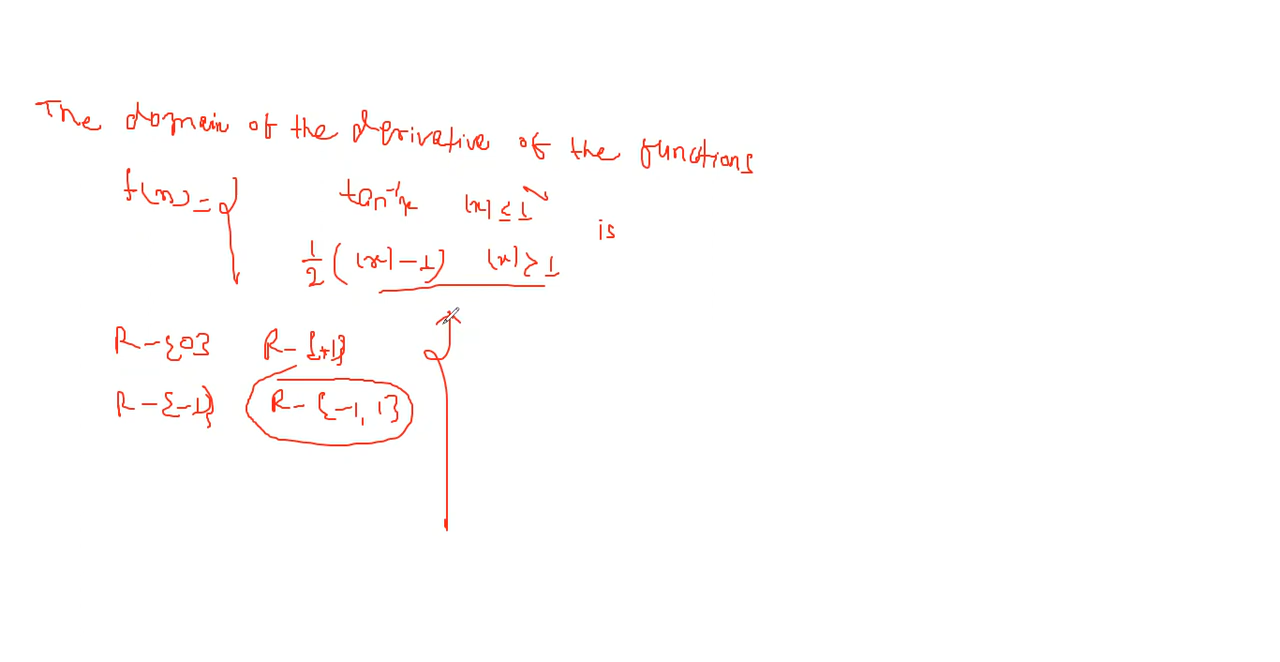 The domain of the derivative of the functions
f(x) = { tan⁻¹x |x| ≤ 1
1/2 (|x| - 1) |x| > 1 is
R - {0} R - {+1}
R - {-1} R - {-1, 1}